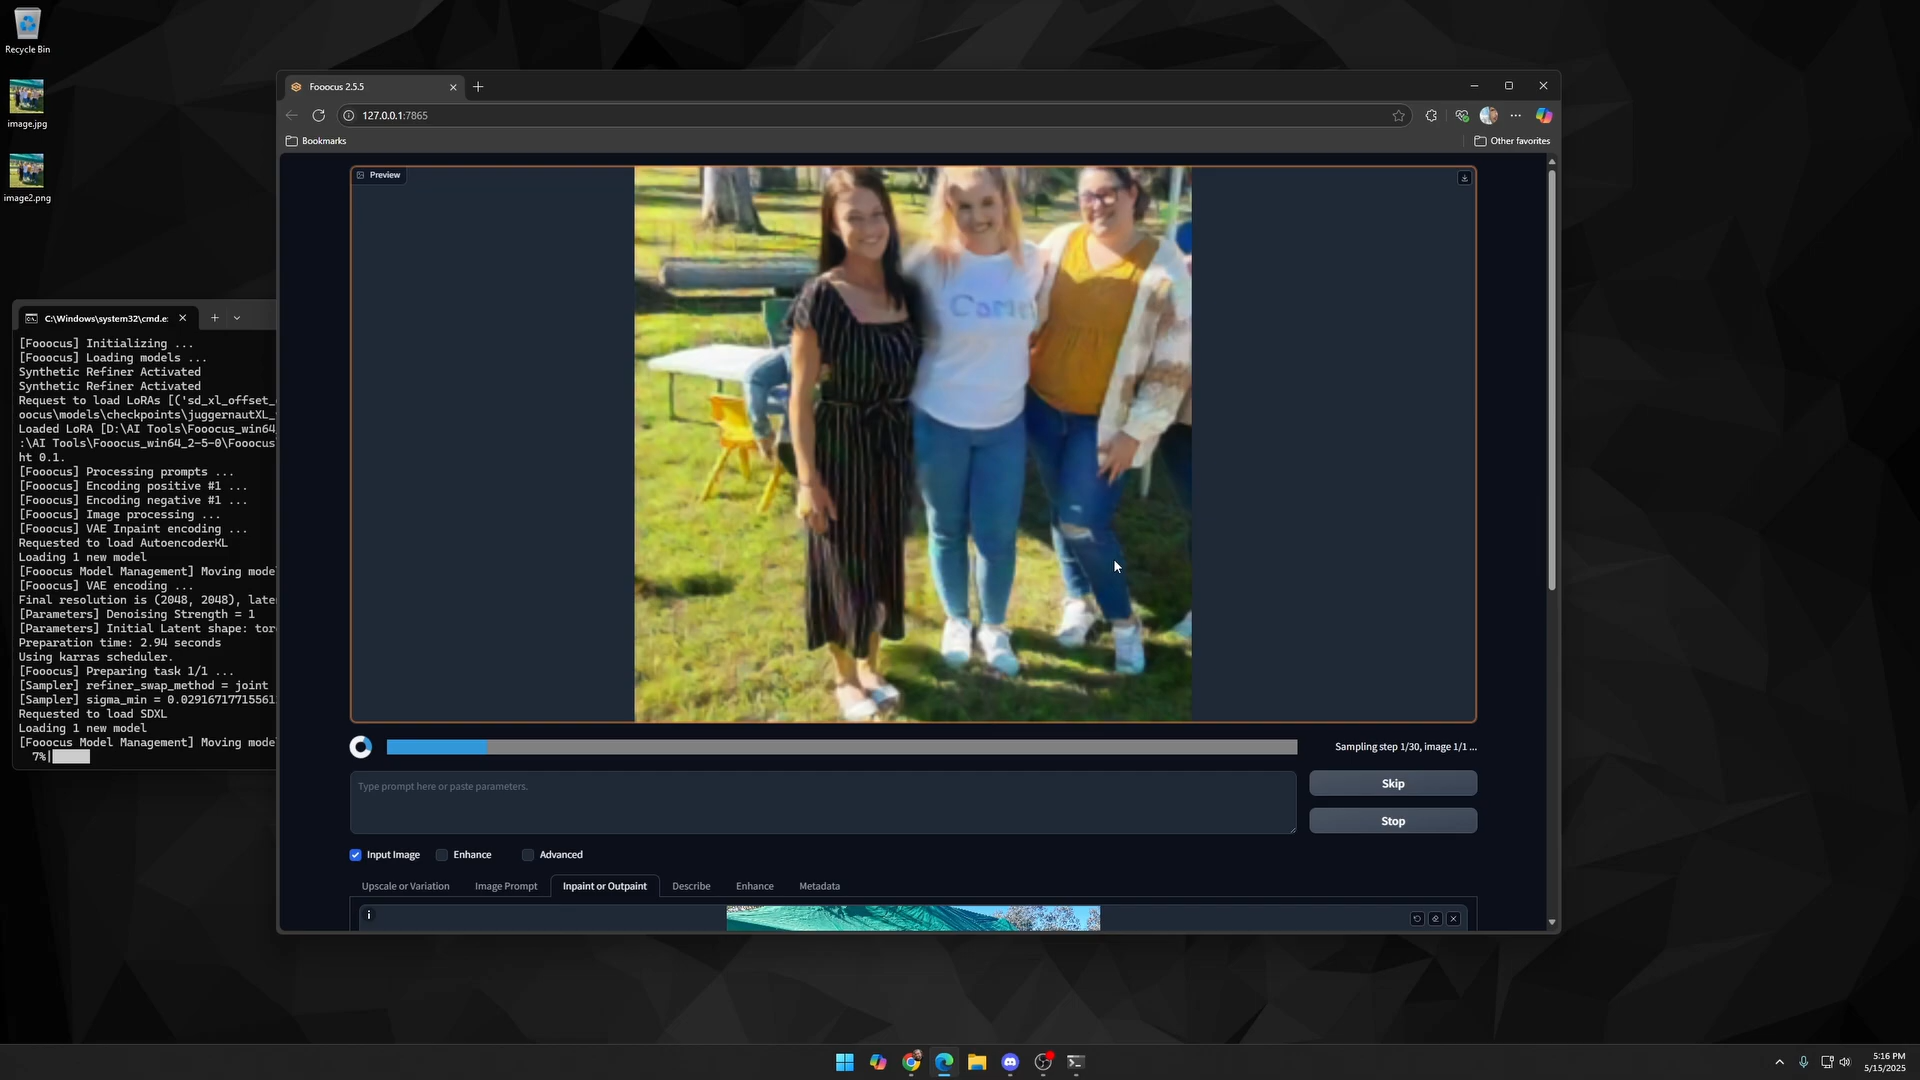 Recycle Bin
image.jpg
image2.png
Fooocus 2.5.5
127.0.0.1:7865
Bookmarks
Other favorites
Preview
Came
C:\Windows\system32\cmd.e
[Fooocus] Initializing ...
[Fooocus] Loading models ...
Synthetic Refiner Activated
Synthetic Refiner Activated
Request to load LoRAs [('sd_xl_offset_
oocus\models\checkpoints\juggernautXL_
Loaded LoRA [D:\AI Tools\Fooocus_win64_
:\AI Tools\Fooocus_win64_2-5-0\Fooocus
ht 0.1.
[Fooocus] Processing prompts ...
[Fooocus] Encoding positive #1 ...
[Fooocus] Encoding negative #1 ...
[Fooocus] Image processing ...
[Fooocus] VAE Inpaint encoding ...
Requested to load AutoencoderKL
Loading 1 new model
[Fooocus Model Management] Moving mode
[Fooocus] VAE encoding ...
Final resolution is (2048, 2048), late
[Parameters] Denoising Strength = 1
[Parameters] Initial Latent shape: tor
Preparation time: 2.94 seconds
Using karras scheduler.
[Fooocus] Preparing task 1/1 ...
[Sampler] refiner_swap_method = joint
[Sampler] sigma_min = 0.0291671771556
Requested to load SDXL
Loading 1 new model
[Fooocus Model Management] Moving mode
7%|
Sampling step 1/30, image 1/1 ...
Type prompt here or paste parameters.
Skip
Stop
Input Image
Enhance
Advanced
Upscale or Variation
Image Prompt
Inpaint or Outpaint
Describe
Enhance
Metadata
5:16 PM
5/15/2025